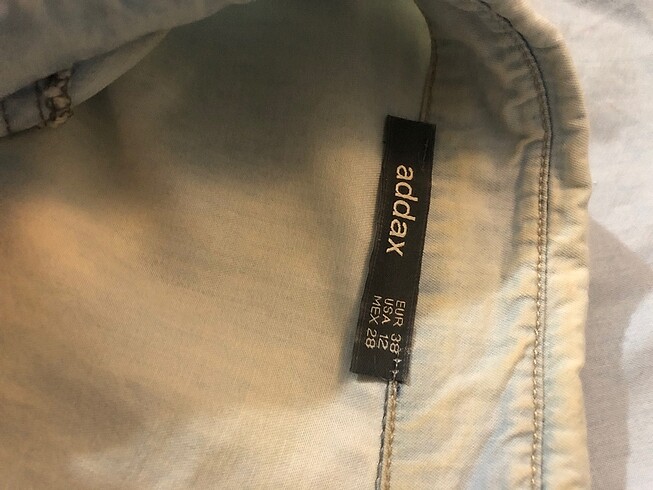 addax
EUR 38
USA 12
MEX 28